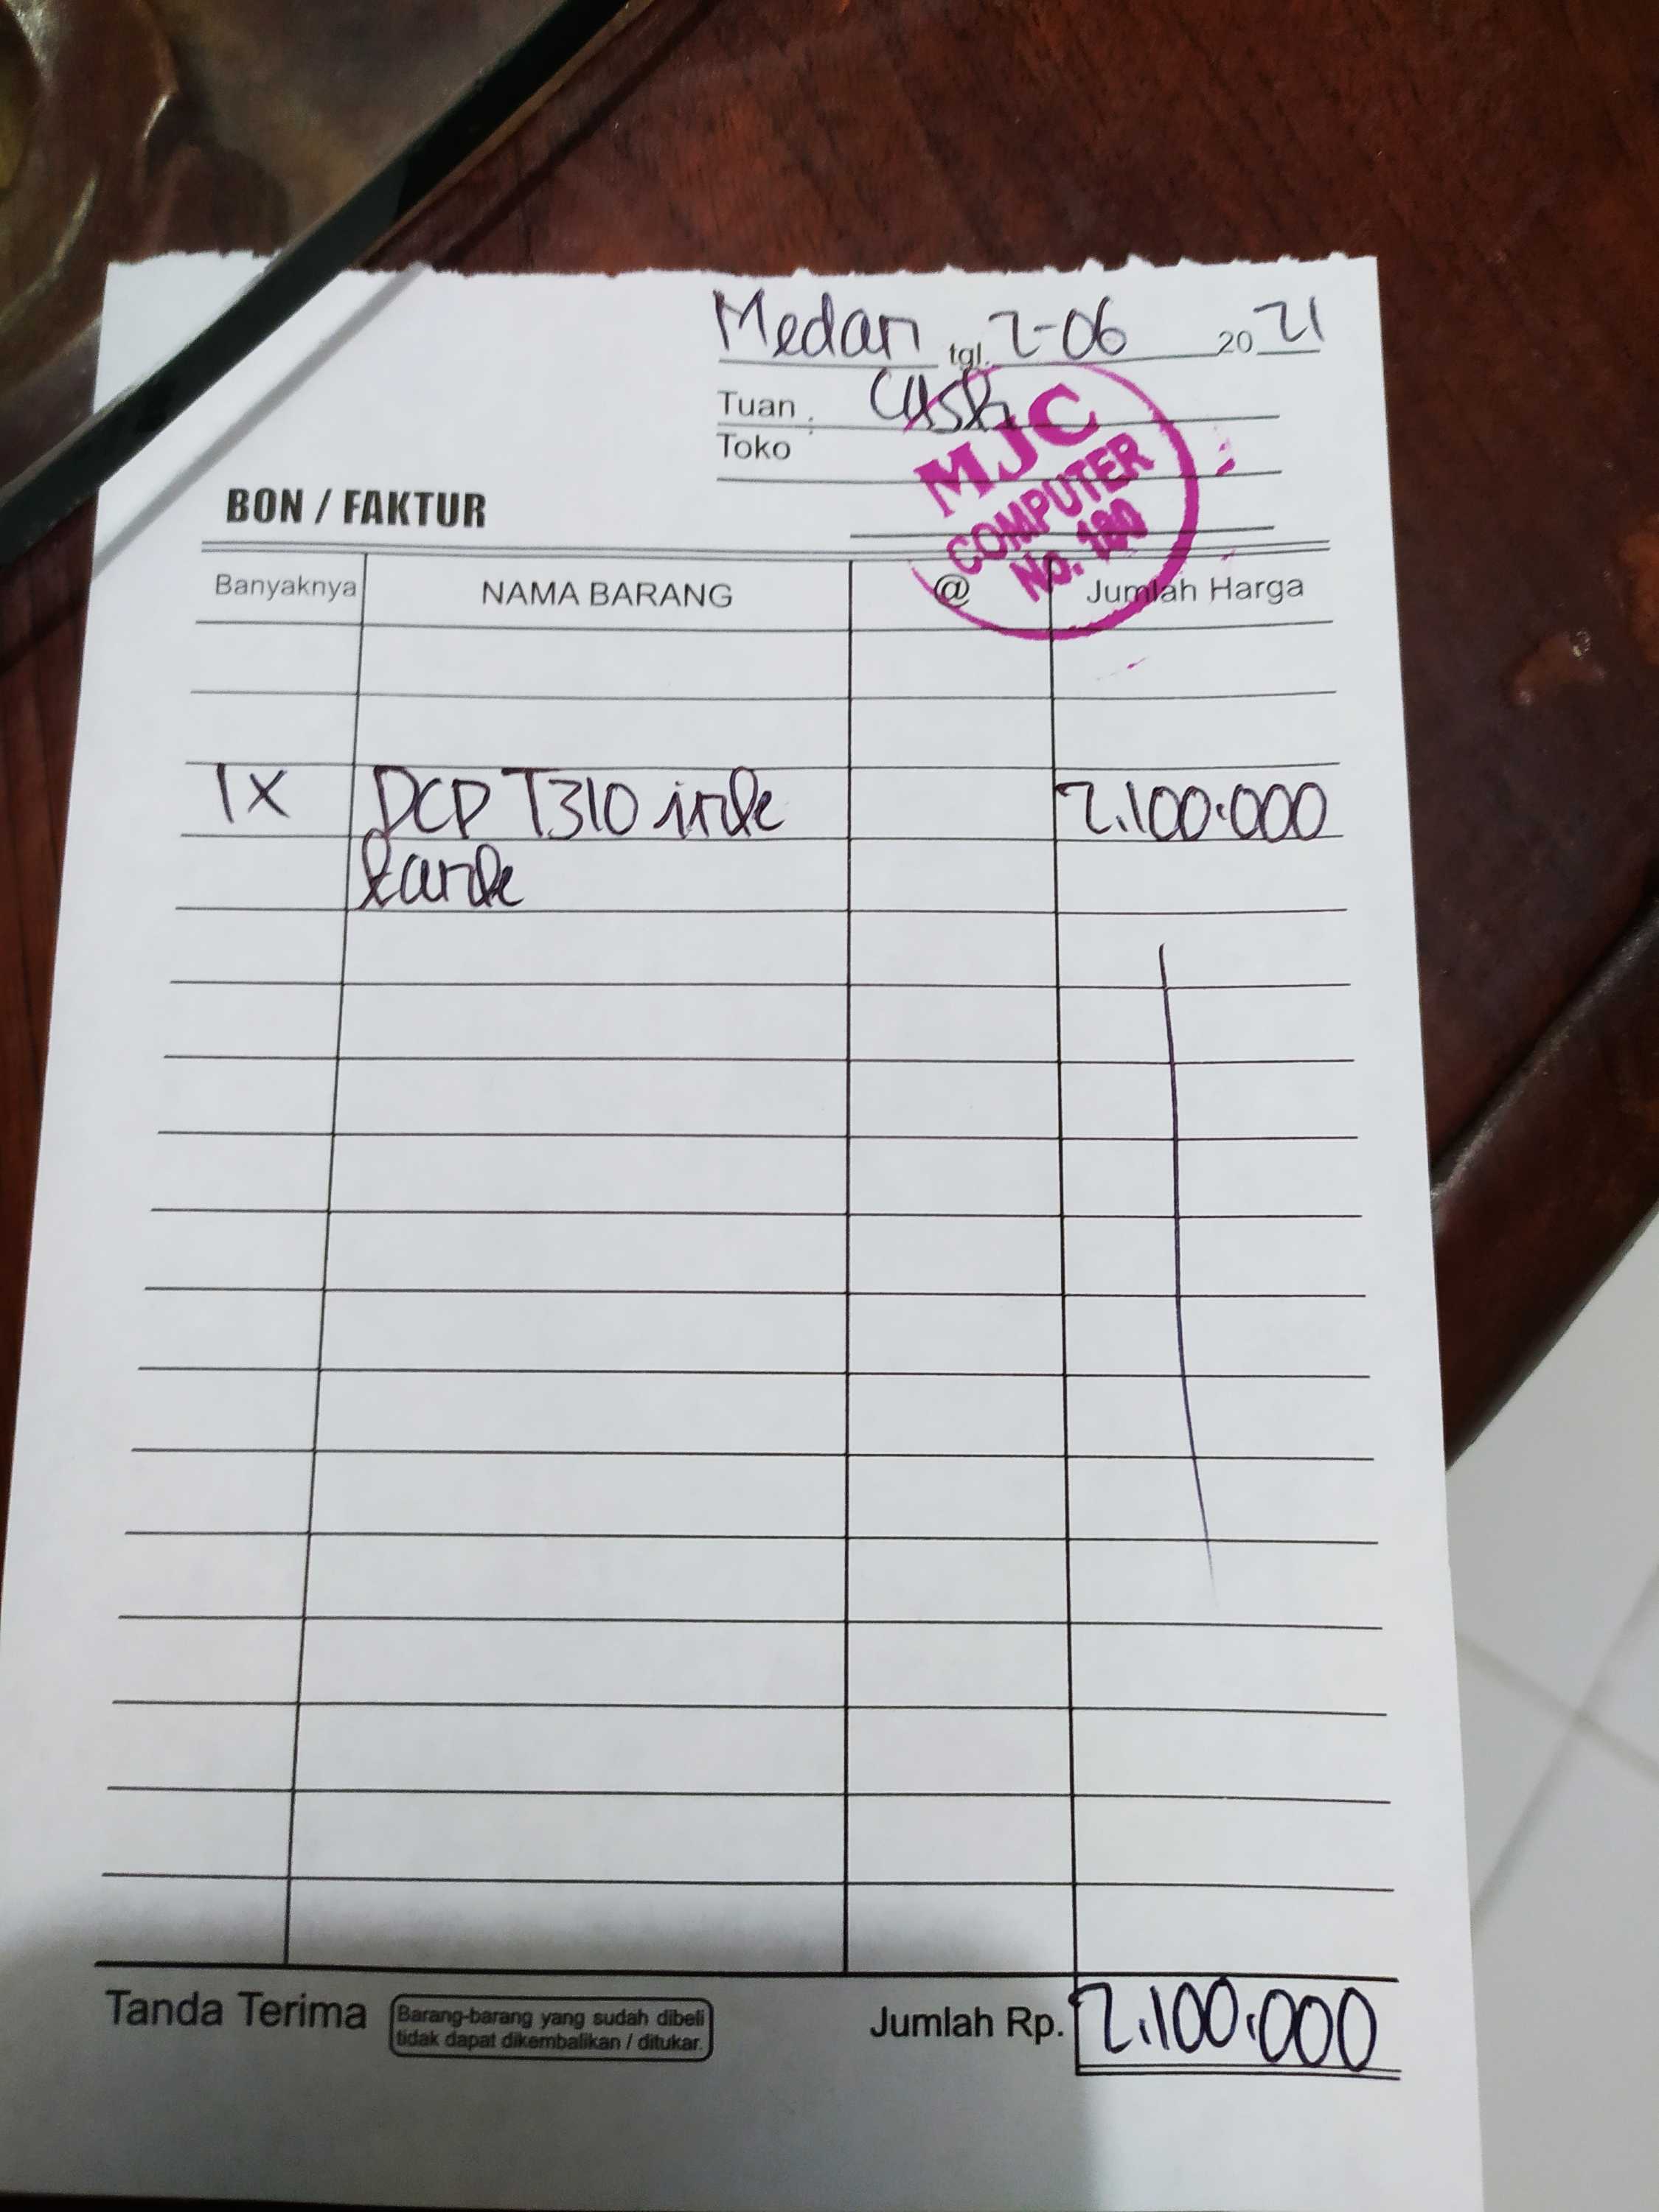 Medan tgl. 2-06 2021
Tuan : Cash
Toko
MJC
COMPUTER
No.
BON / FAKTUR
Banyaknya NAMA BARANG @ Jumlah Harga
1X DCP T310 ink 2.100.000
tank
Tanda Terima
Barang-barang yang sudah dibeli
tidak dapat dikembalikan / ditukar.
Jumlah Rp. 2.100.000